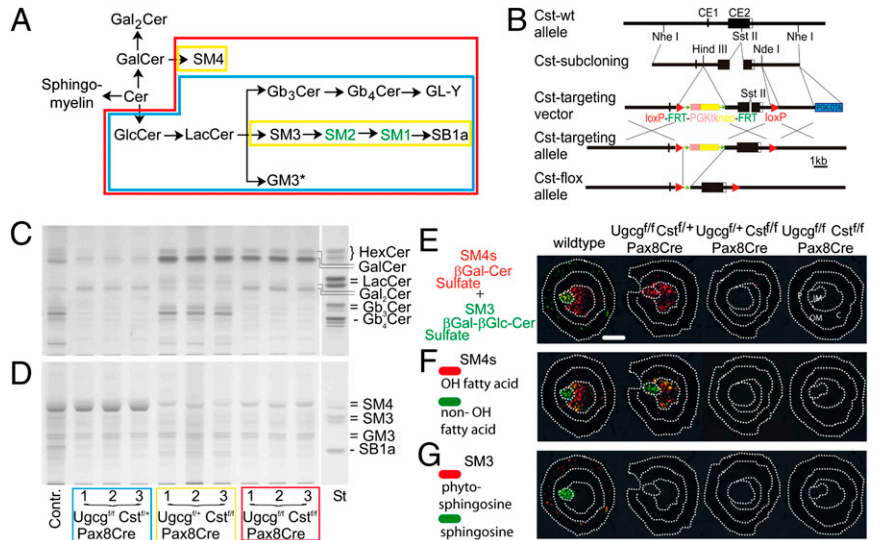 A
Gal2Cer
GalCer
SM4
Sphingo-
myelin
Cer
GlcCer
LacCer
Gb3Cer
Gb4Cer
GL-Y
SM3
SM2
SM1
SB1a
GM3*
B
Cst-wt
allele
CE1
CE2
Nhe I
Sst II
Nhe I
Hind III
Nde I
Cst-subcloning
Cst-targeting
vector
Sst II
loxP-FRT-PGKtkneo-FRT
loxP
Cst-targeting
allele
1kb
Cst-flox
allele
C
HexCer
GalCer
LacCer
Gal2Cer
Gb3Cer
Gb4Cer
D
SM4
SM3
GM3
SB1a
Contr.
1 2 3
Ugcgf/f Cstf/+
Pax8Cre
1 2 3
Ugcgf/+ Cstf/f
Pax8Cre
1 2 3
Ugcgf/f Cstf/f
Pax8Cre
St
wildtype
Ugcgf/f Cstf/+
Pax8Cre
Ugcgf/+ Cstf/f
Pax8Cre
Ugcgf/f Cstf/f
Pax8Cre
E
SM4s
βGal-Cer
Sulfate
+
SM3
βGal-βGlc-Cer
Sulfate
IM
OM
C
F
SM4s
OH fatty acid
non- OH
fatty acid
G
SM3
phyto-
sphingosine
sphingosine